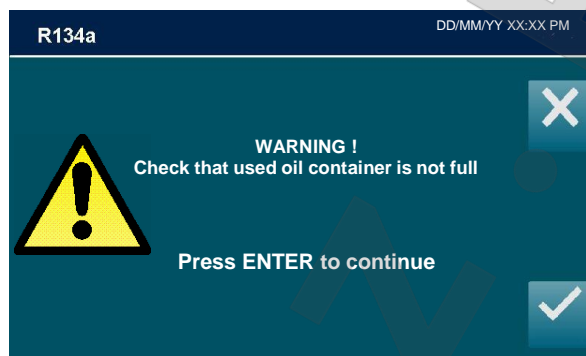 R134a
DD/MM/YY XX:XX PM
WARNING !
Check that used oil container is not full
Press ENTER to continue